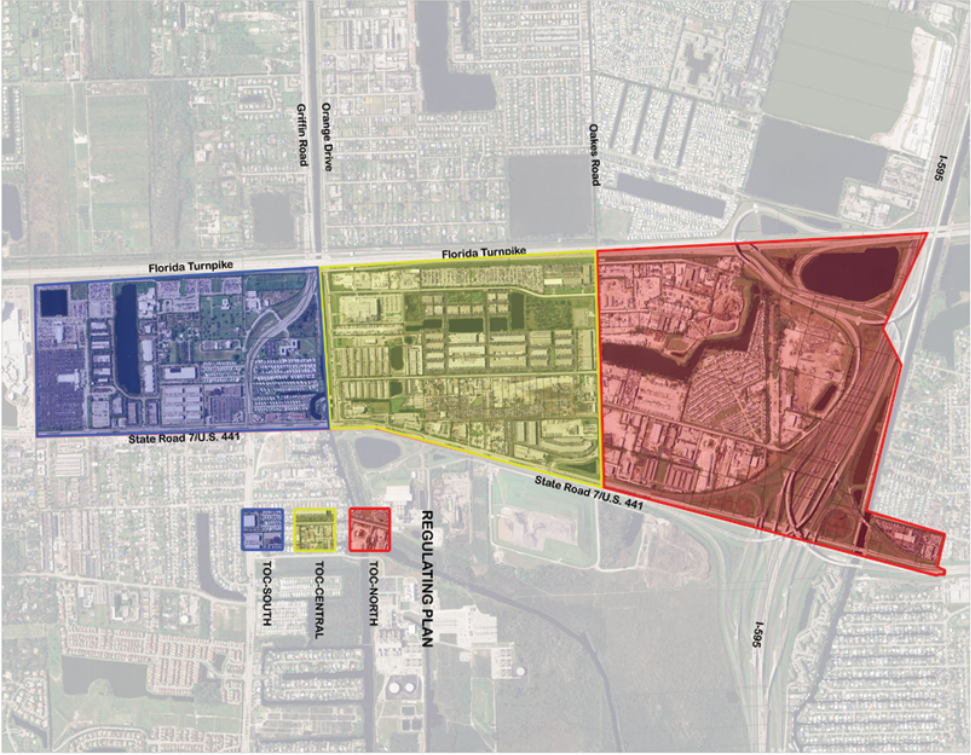 Griffin Road
Orange Drive
Oakes Road
I-595
Florida Turnpike
Florida Turnpike
State Road 7/U.S. 441
State Road 7/U.S. 441
REGULATING PLAN
TOC-NORTH
TOC-CENTRAL
TOC-SOUTH
I-595